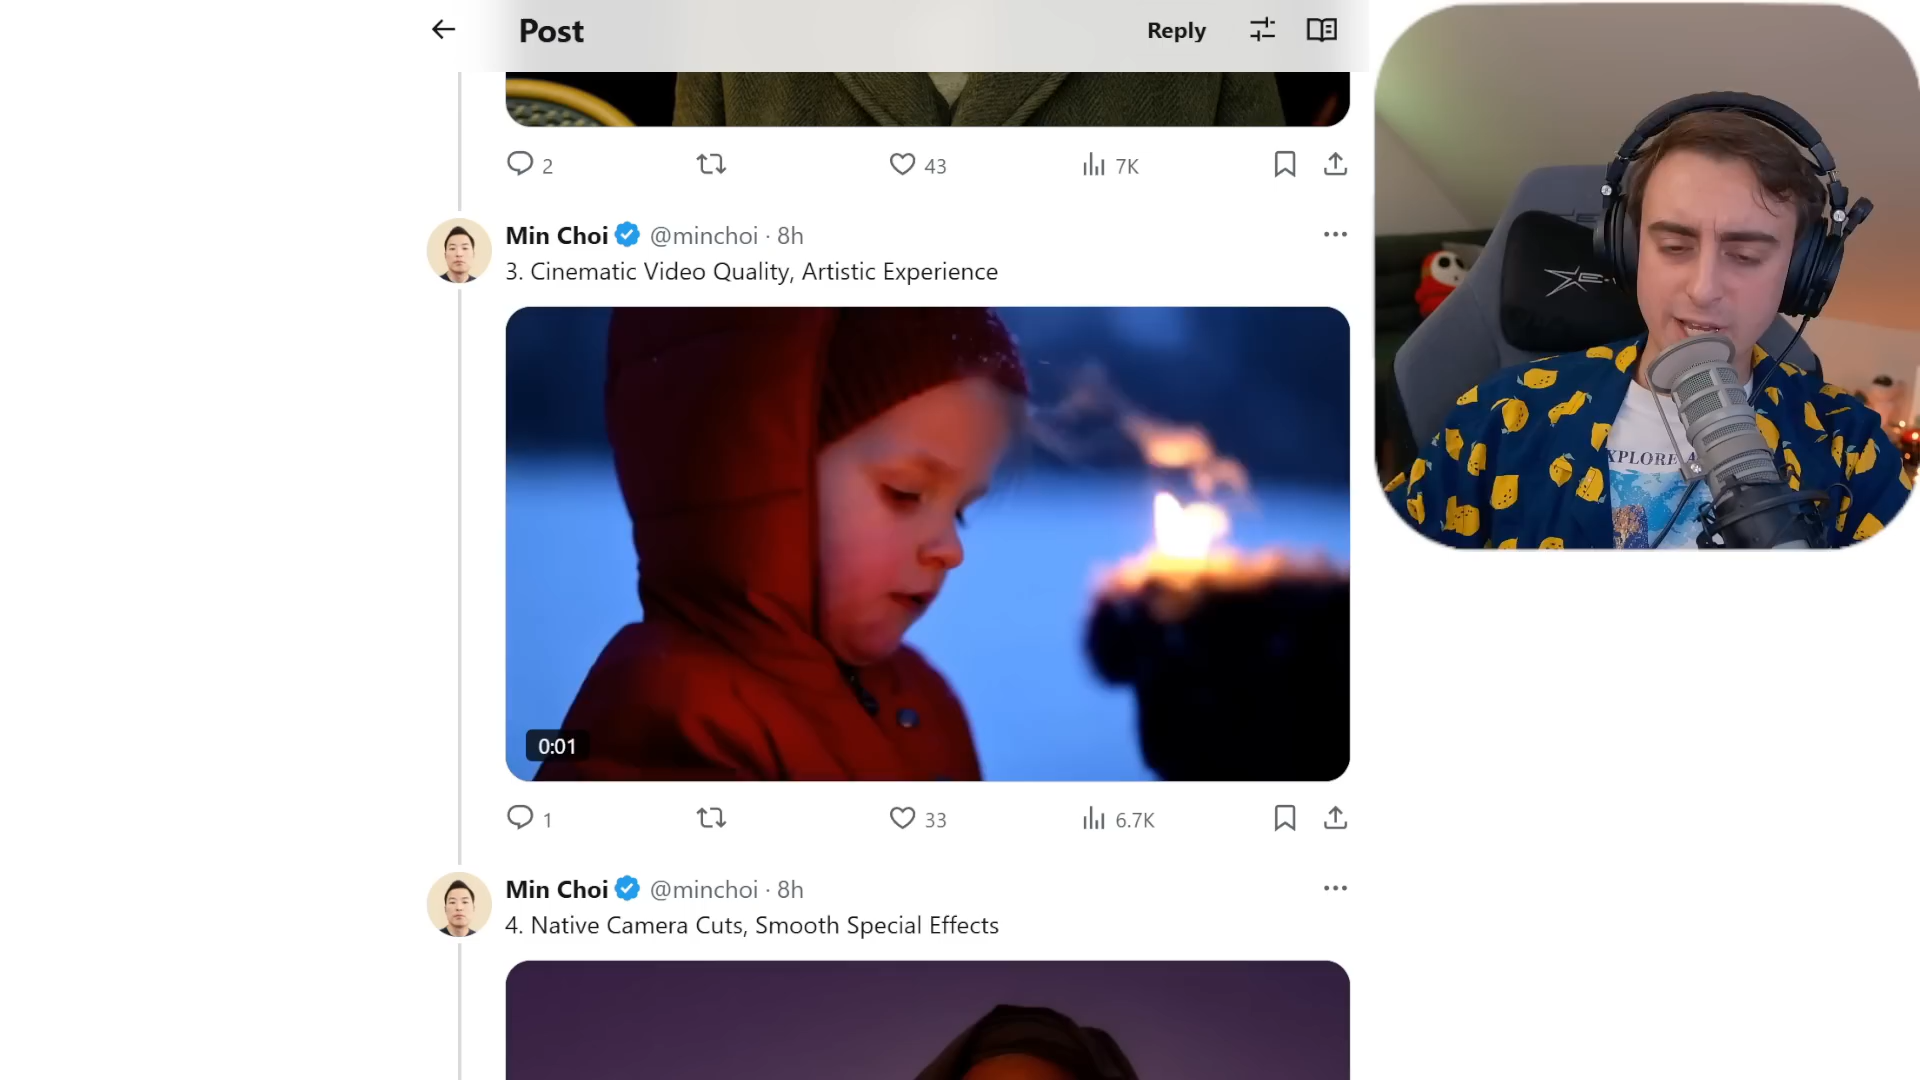 Post
Reply
2
43
7K
Min Choi @minchoi · 8h
3. Cinematic Video Quality, Artistic Experience
0:01
1
33
6.7K
Min Choi @minchoi · 8h
4. Native Camera Cuts, Smooth Special Effects
XPLORE